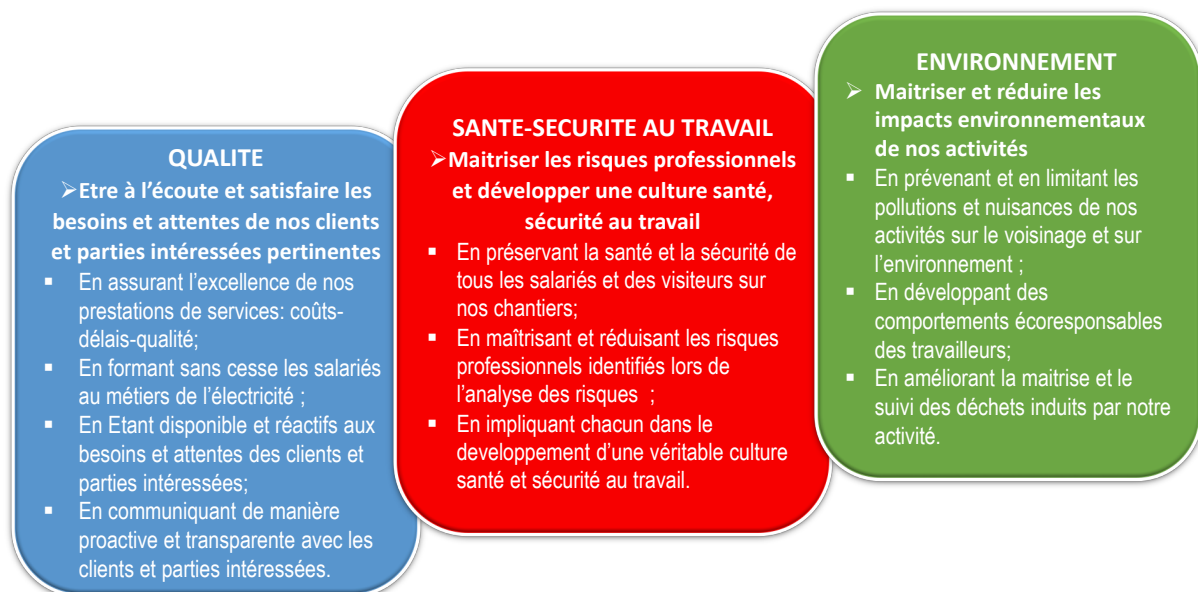 QUALITE
➢Etre à l’écoute et satisfaire les
besoins et attentes de nos clients
et parties intéressées pertinentes
▪ En assurant l’excellence de nos
prestations de services: coûts-
délais-qualité;
▪ En formant sans cesse les salariés
au métiers de l’électricité ;
▪ En Etant disponible et réactifs aux
besoins et attentes des clients et
parties intéressées;
▪ En communiquant de manière
proactive et transparente avec les
clients et parties intéressées.
SANTE-SECURITE AU TRAVAIL
➢Maitriser les risques professionnels
et développer une culture santé,
sécurité au travail
▪ En préservant la santé et la sécurité de
tous les salariés et des visiteurs sur
nos chantiers;
▪ En maîtrisant et réduisant les risques
professionnels identifiés lors de
l’analyse des risques ;
▪ En impliquant chacun dans le
developpement d’une véritable culture
santé et sécurité au travail.
ENVIRONNEMENT
➢ Maitriser et réduire les
impacts environnementaux
de nos activités
▪ En prévenant et en limitant les
pollutions et nuisances de nos
activités sur le voisinage et sur
l’environnement ;
▪ En développant des
comportements écoresponsables
des travailleurs;
▪ En améliorant la maitrise et le
suivi des déchets induits par notre
activité.